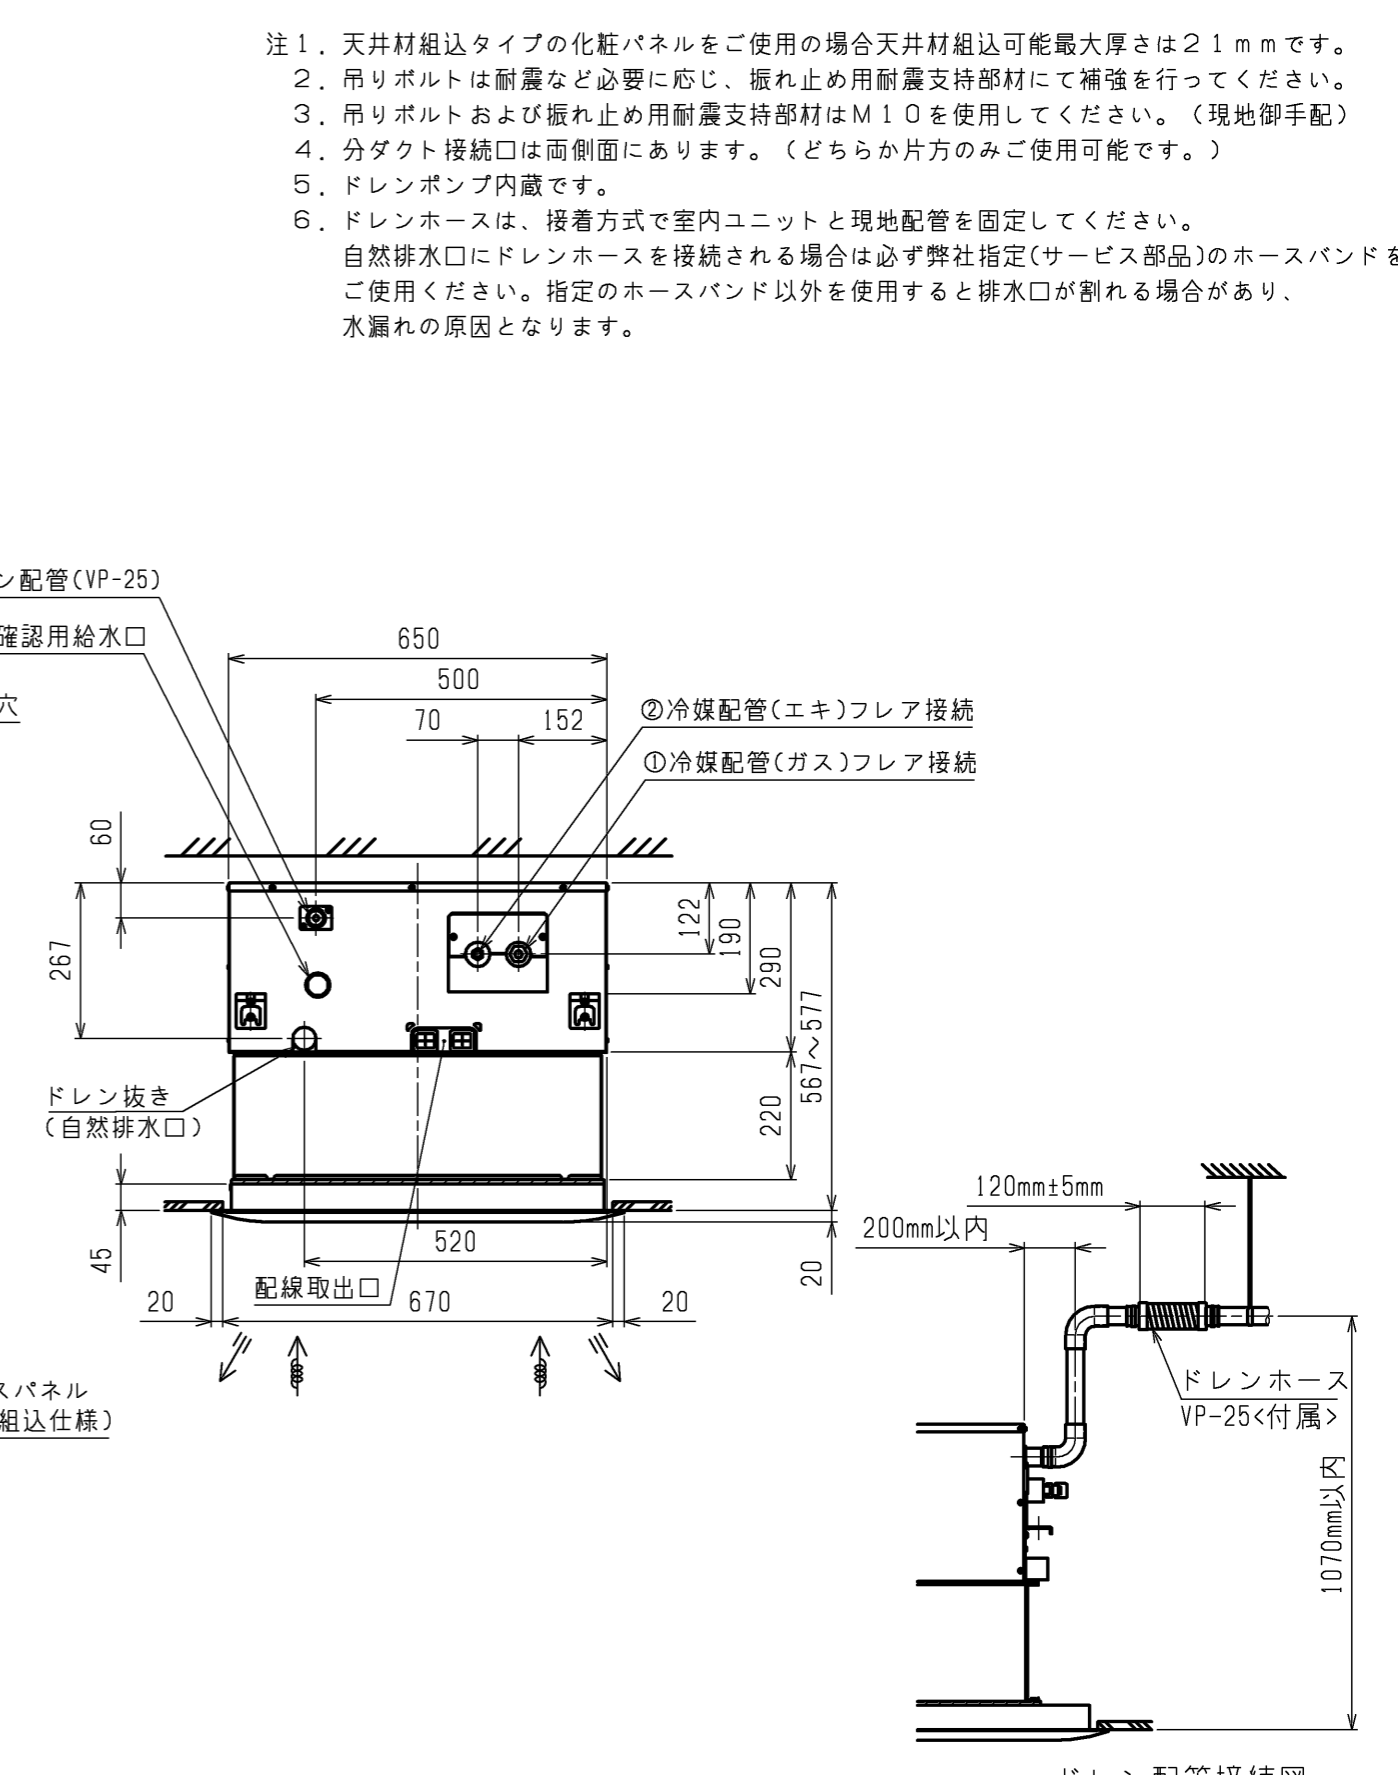 注１．天井材組込タイプの化粧パネルをご使用の場合天井材組込可能最大厚さは２１ｍｍです。
２．吊りボルトは耐震など必要に応じ、振れ止め用耐震支持部材にて補強を行ってください。
３．吊りボルトおよび振れ止め用耐震支持部材はＭ１０を使用してください。（現地御手配）
４．分ダクト接続口は両側面にあります。（どちらか片方のみご使用可能です。）
５．ドレンポンプ内蔵です。
６．ドレンホースは、接着方式で室内ユニットと現地配管を固定してください。
自然排水口にドレンホースを接続される場合は必ず弊社指定(サービス部品)のホースバンドを
ご使用ください。指定のホースバンド以外を使用すると排水口が割れる場合があり、
水漏れの原因となります。
ン配管(VP-25)
確認用給水口
穴
650
500
70
152
②冷媒配管(エキ)フレア接続
①冷媒配管(ガス)フレア接続
60
267
122
190
290
567～577
220
ドレン抜き
(自然排水口)
45
520
20
配線取出口
20
670
20
スパネル
組込仕様)
120mm±5mm
200mm以内
ドレンホース
VP-25<付属>
1070mm以内